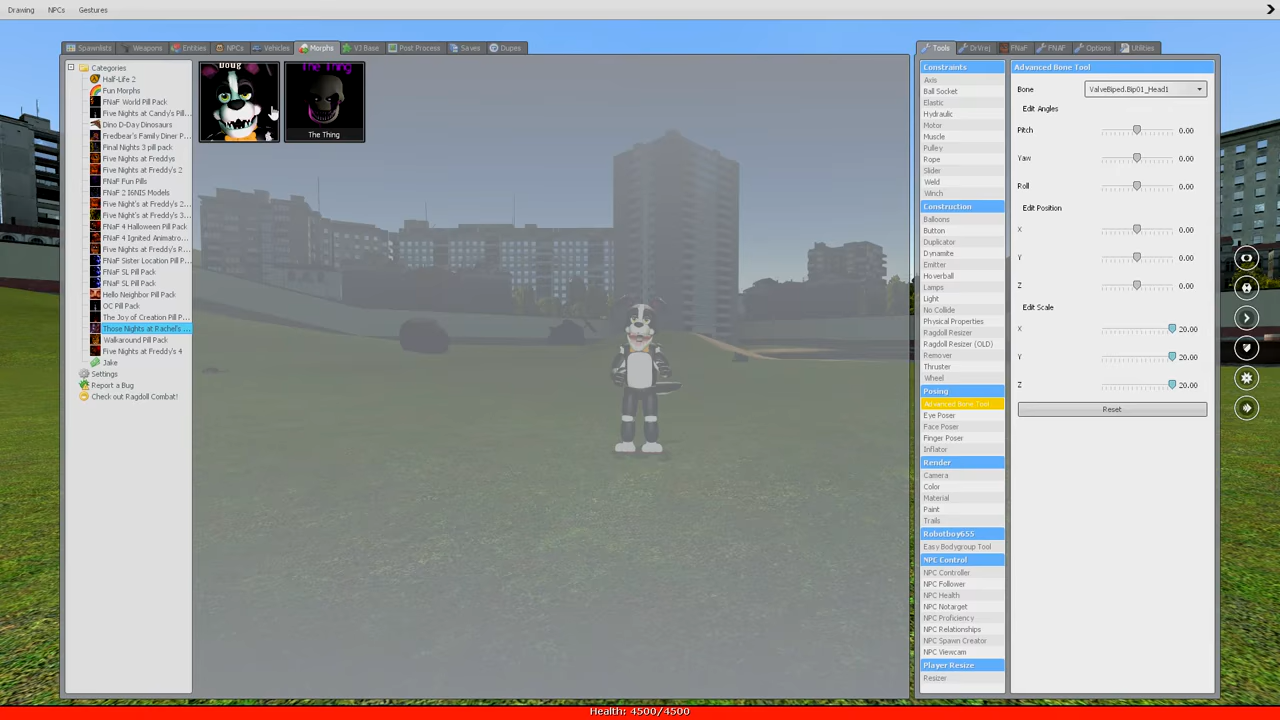 Drawing NPCs Gestures
Spawnlists Weapons Entities NPCs Vehicles Morphs VJ Base Post Process Saves Dupes
Categories
Half-Life 2
Fun Morphs
FNAF World Pill Pack
Five Nights at Candy's Pill...
Dino D-Day Dinosaurs
Fredbear's Family Diner P...
Final Nights 3 pill pack
Five Nights at Freddys
Five Nights at Freddy's 2
FNaF Fun Pills
FNAF 2 IGNIS Models
Five Night's at Freddy's 2...
Five Night's at Freddy's 3...
FNAF 4 Halloween Pill Pack
FNAF 4 Ignited Animatro...
Five Nights at Freddy's R...
FNaF Sister Location Pill P...
FNAF SL Pill Pack
FNAF SL Pill Pack
Hello Neighbor Pill Pack
OC Pill Pack
The Joy of Creation Pill P...
Those Nights at Rachel's ...
Walkaround Pill Pack
Five Nights at Freddy's 4
Jake
Settings
Report a Bug
Check out Ragdoll Combat!
Doug
The Thing
The Thing
Tools DrVrej FNaF FNAF Options Utilities
Constraints
Axis
Ball Socket
Elastic
Hydraulic
Motor
Muscle
Pulley
Rope
Slider
Weld
Winch
Construction
Balloons
Button
Duplicator
Dynamite
Emitter
Hoverball
Lamps
Light
No Collide
Physical Properties
Ragdoll Resizer
Ragdoll Resizer (OLD)
Remover
Thruster
Wheel
Posing
Advanced Bone Tool
Eye Poser
Face Poser
Finger Poser
Inflator
Render
Camera
Color
Material
Paint
Trails
Robotboy655
Easy Bodygroup Tool
NPC Control
NPC Controller
NPC Follower
NPC Health
NPC Notarget
NPC Proficiency
NPC Relationships
NPC Spawn Creator
NPC Viewcam
Player Resize
Resizer
Advanced Bone Tool
Bone ValveBiped.Bip01_Head1
Edit Angles
Pitch 0.00
Yaw 0.00
Roll 0.00
Edit Position
X 0.00
Y 0.00
Z 0.00
Edit Scale
X 20.00
Y 20.00
Z 20.00
Reset
Health: 4500/4500